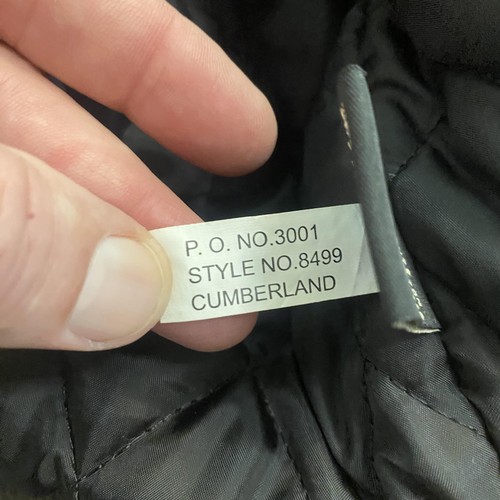 P. O. NO.3001
STYLE NO.8499
CUMBERLAND